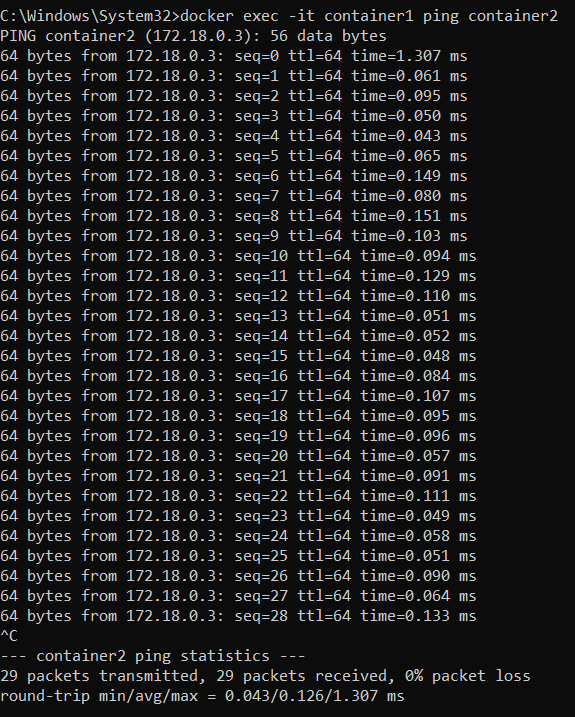 C:\Windows\System32>docker exec -it container1 ping container2
PING container2 (172.18.0.3): 56 data bytes
64 bytes from 172.18.0.3: seq=0 ttl=64 time=1.307 ms
64 bytes from 172.18.0.3: seq=1 ttl=64 time=0.061 ms
64 bytes from 172.18.0.3: seq=2 ttl=64 time=0.095 ms
64 bytes from 172.18.0.3: seq=3 ttl=64 time=0.050 ms
64 bytes from 172.18.0.3: seq=4 ttl=64 time=0.043 ms
64 bytes from 172.18.0.3: seq=5 ttl=64 time=0.065 ms
64 bytes from 172.18.0.3: seq=6 ttl=64 time=0.149 ms
64 bytes from 172.18.0.3: seq=7 ttl=64 time=0.080 ms
64 bytes from 172.18.0.3: seq=8 ttl=64 time=0.151 ms
64 bytes from 172.18.0.3: seq=9 ttl=64 time=0.103 ms
64 bytes from 172.18.0.3: seq=10 ttl=64 time=0.094 ms
64 bytes from 172.18.0.3: seq=11 ttl=64 time=0.129 ms
64 bytes from 172.18.0.3: seq=12 ttl=64 time=0.110 ms
64 bytes from 172.18.0.3: seq=13 ttl=64 time=0.051 ms
64 bytes from 172.18.0.3: seq=14 ttl=64 time=0.052 ms
64 bytes from 172.18.0.3: seq=15 ttl=64 time=0.048 ms
64 bytes from 172.18.0.3: seq=16 ttl=64 time=0.084 ms
64 bytes from 172.18.0.3: seq=17 ttl=64 time=0.107 ms
64 bytes from 172.18.0.3: seq=18 ttl=64 time=0.095 ms
64 bytes from 172.18.0.3: seq=19 ttl=64 time=0.096 ms
64 bytes from 172.18.0.3: seq=20 ttl=64 time=0.057 ms
64 bytes from 172.18.0.3: seq=21 ttl=64 time=0.091 ms
64 bytes from 172.18.0.3: seq=22 ttl=64 time=0.111 ms
64 bytes from 172.18.0.3: seq=23 ttl=64 time=0.049 ms
64 bytes from 172.18.0.3: seq=24 ttl=64 time=0.058 ms
64 bytes from 172.18.0.3: seq=25 ttl=64 time=0.051 ms
64 bytes from 172.18.0.3: seq=26 ttl=64 time=0.090 ms
64 bytes from 172.18.0.3: seq=27 ttl=64 time=0.064 ms
64 bytes from 172.18.0.3: seq=28 ttl=64 time=0.133 ms
^C
--- container2 ping statistics ---
29 packets transmitted, 29 packets received, 0% packet loss
round-trip min/avg/max = 0.043/0.126/1.307 ms